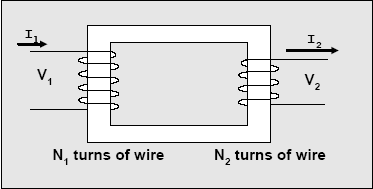 I₁ I₂
V₁ V₂
N₁ turns of wire N₂ turns of wire